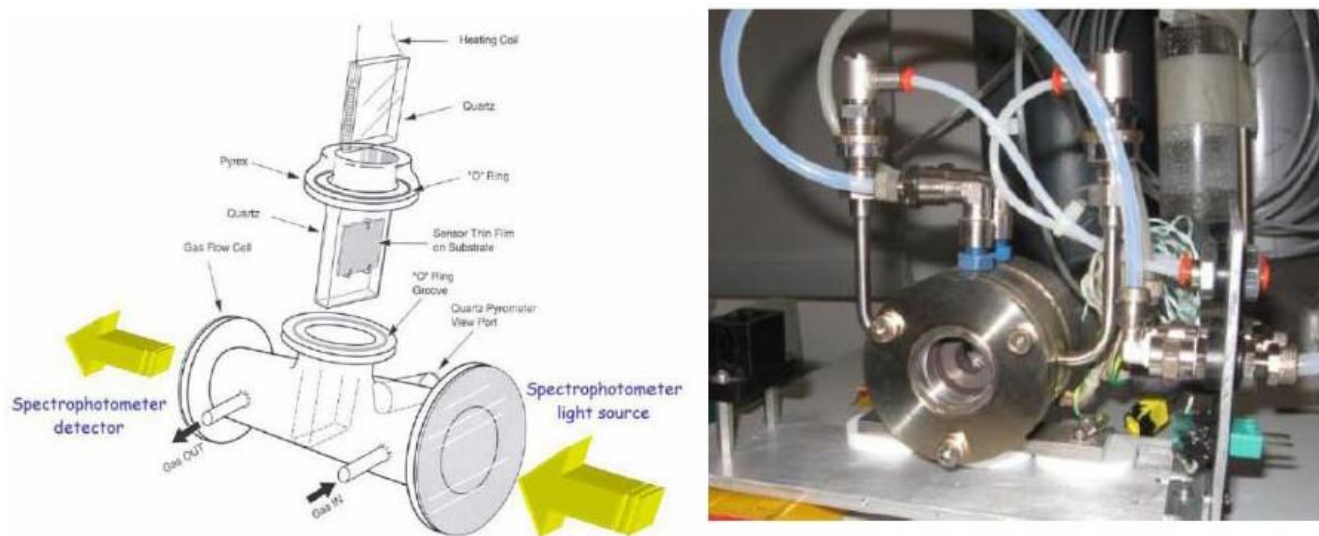 Heating Coil
Quartz
Pyrex
"O" Ring
Quartz
Sensor Thin Film
on Substrate
Gas Flow Cell
"O" Ring
Groove
Quartz Pyrometer
View Port
Spectrophotometer
light source
Spectrophotometer
detector
Gas OUT
Gas IN